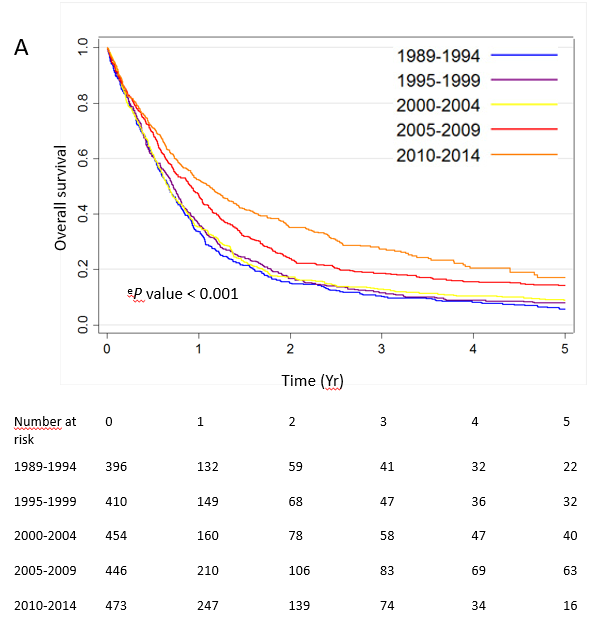 A
1989-1994
1995-1999
2000-2004
2005-2009
2010-2014
Overall survival
1.0
0.8
0.6
0.4
0.2
0.0
eP value < 0.001
0 1 2 3 4 5
Time (Yr)
Number at risk 0 1 2 3 4 5
1989-1994 396 132 59 41 32 22
1995-1999 410 149 68 47 36 32
2000-2004 454 160 78 58 47 40
2005-2009 446 210 106 83 69 63
2010-2014 473 247 139 74 34 16